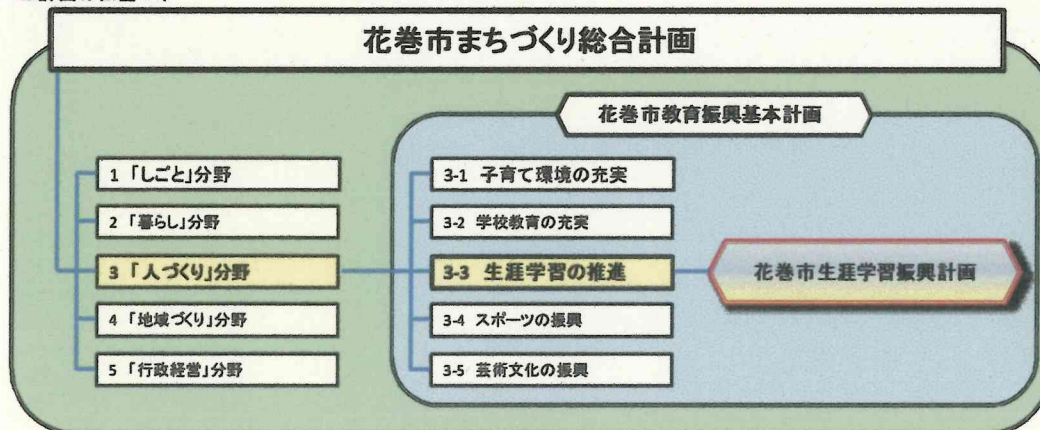 花巻市まちづくり総合計画
花巻市教育振興基本計画
1 「しごと」分野
2 「暮らし」分野
3 「人づくり」分野
4 「地域づくり」分野
5 「行政経営」分野
3-1 子育て環境の充実
3-2 学校教育の充実
3-3 生涯学習の推進
3-4 スポーツの振興
3-5 芸術文化の振興
花巻市生涯学習振興計画